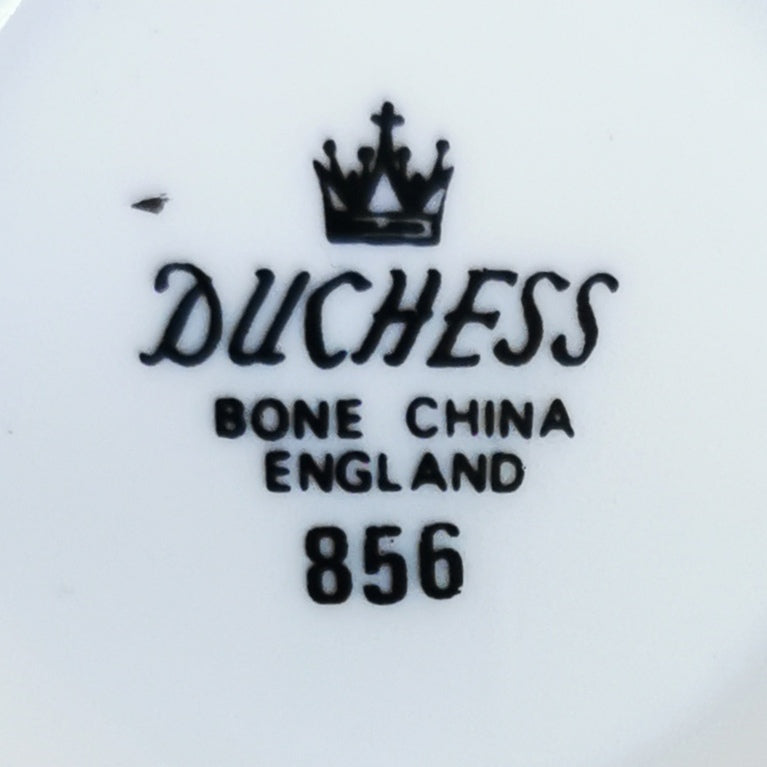 DUCHESS
BONE CHINA
ENGLAND
856